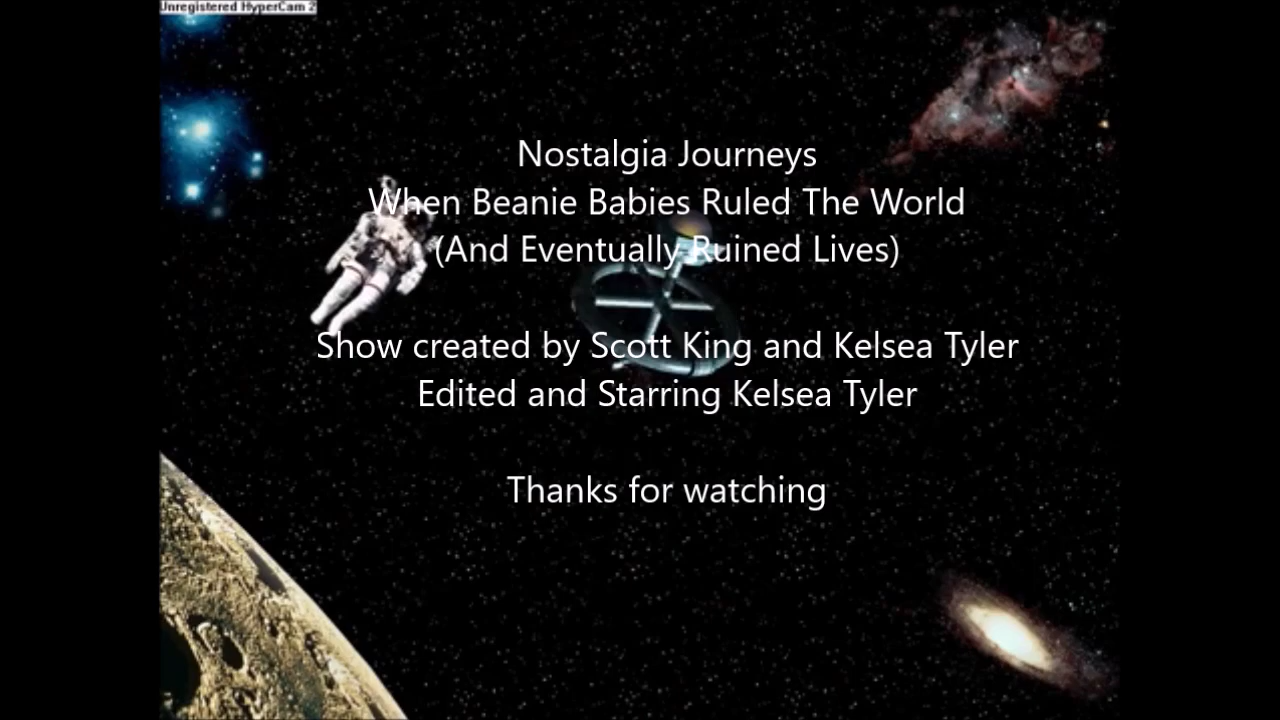 Unregistered HyperCam 2
Nostalgia Journeys
When Beanie Babies Ruled The World
(And Eventually Ruined Lives)
Show created by Scott King and Kelsea Tyler
Edited and Starring Kelsea Tyler
Thanks for watching